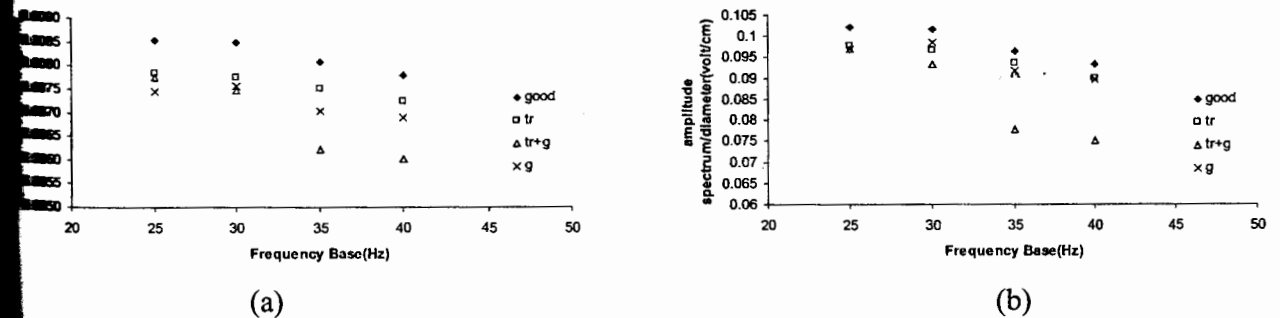 0.105
0.1
0.095
0.09
0.085
0.08
0.075
0.07
0.065
0.06
amplitude
spectrum/diameter(volt/cm)
good
tr
tr+g
g
good
tr
tr+g
g
20 25 30 35 40 45 50
20 25 30 35 40 45 50
Frequency Base(Hz)
Frequency Base(Hz)
(a)
(b)